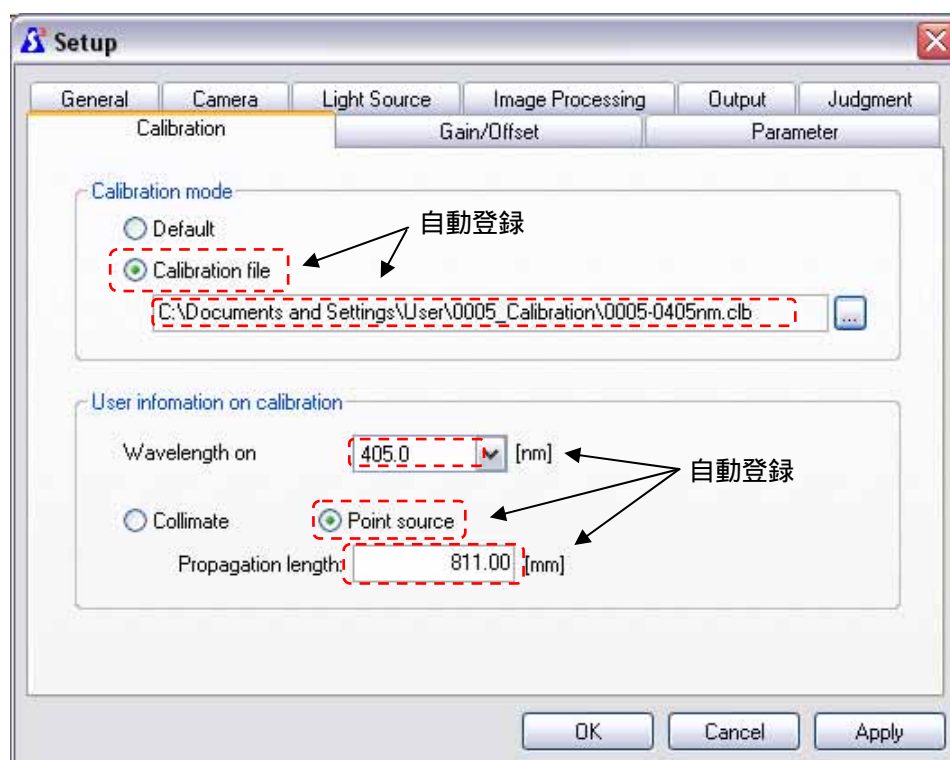 Setup
General Camera Light Source Image Processing Output Judgment
Calibration Gain/Offset Parameter
Calibration mode
Default
自動登録
Calibration file
C:\Documents and Settings\User\0005_Calibration\0005-0405nm.clb ...
User infomation on calibration
Wavelength on 405.0 [nm]
自動登録
Collimate Point source
Propagation length: 811.00 [mm]
OK Cancel Apply